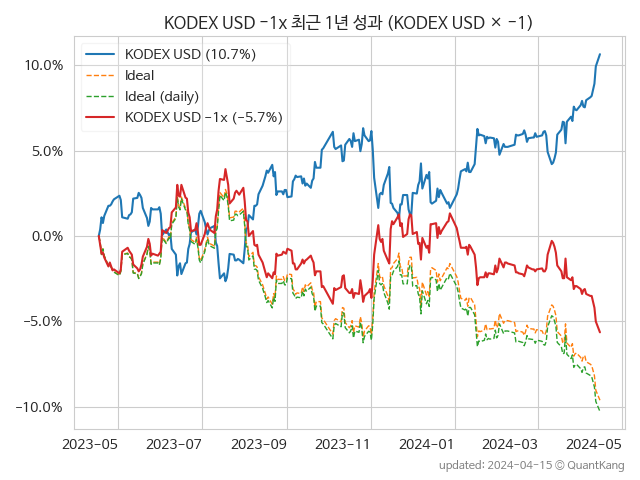 KODEX USD −1x 최근 1년 성과 (KODEX USD × −1)
KODEX USD (10.7%)
Ideal
Ideal (daily)
KODEX USD −1x (−5.7%)
10.0%
5.0%
0.0%
−5.0%
−10.0%
2023-05 2023-07 2023-09 2023-11 2024-01 2024-03 2024-05
updated: 2024-04-15 © QuantKang